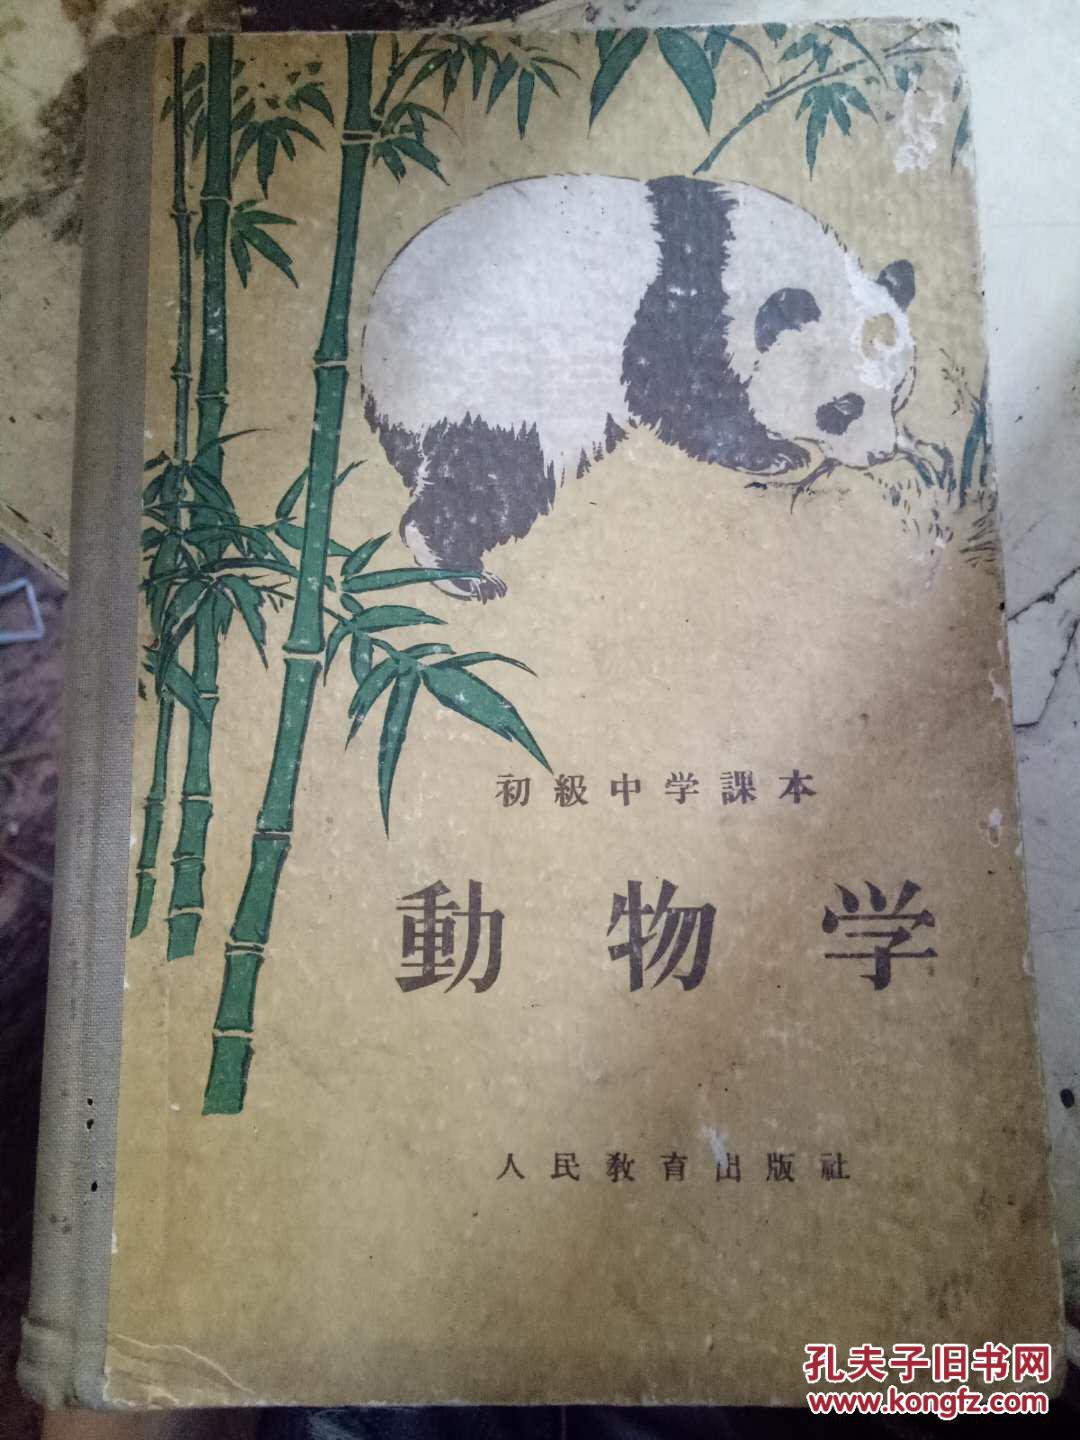 初級中学課本
動物学
人民教育出版社
孔夫子旧书网
www.kongfz.com